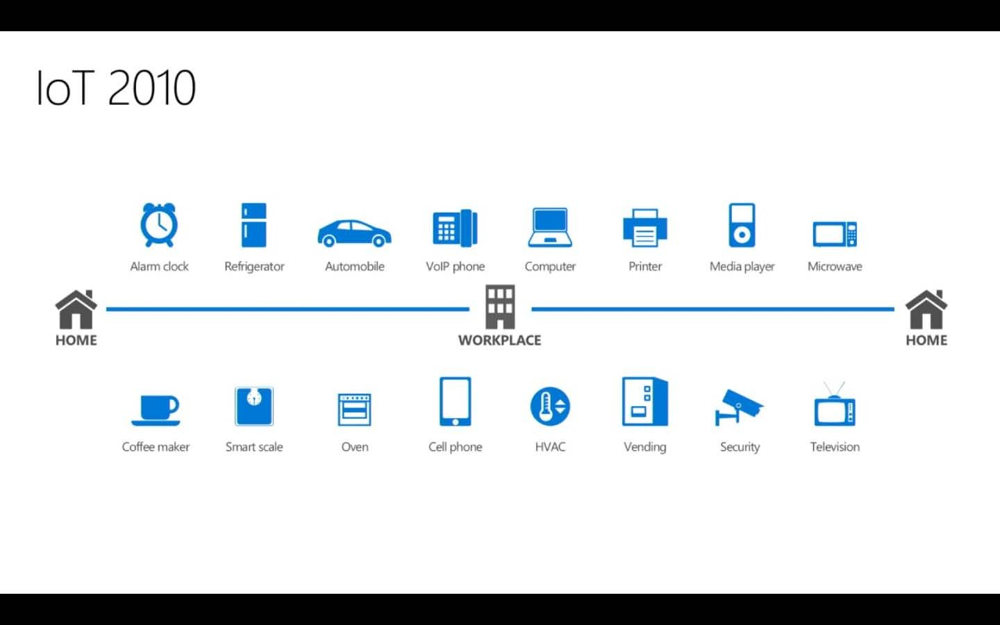 IoT 2010
Alarm clock Refrigerator Automobile VoIP phone Computer Printer Media player Microwave
HOME WORKPLACE HOME
Coffee maker Smart scale Oven Cell phone HVAC Vending Security Television